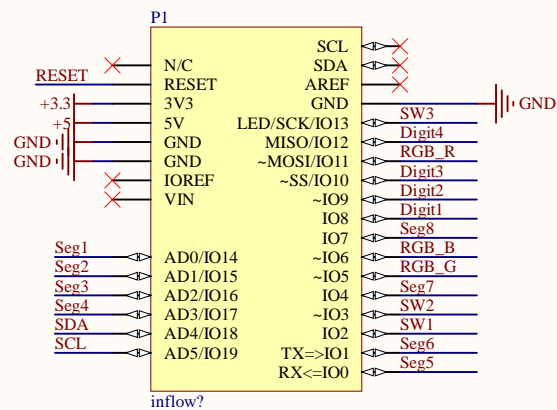 P1
SCL
N/C SDA
RESET RESET AREF
+3.3 3V3 GND GND
+5 5V LED/SCK/IO13 SW3
GND GND MISO/IO12 Digit4
GND GND ~MOSI/IO11 RGB_R
IOREF ~SS/IO10 Digit3
VIN ~IO9 Digit2
IO8 Digit1
IO7 Seg8
Seg1 AD0/IO14 ~IO6 RGB_B
Seg2 AD1/IO15 ~IO5 RGB_G
Seg3 AD2/IO16 IO4 Seg7
Seg4 AD3/IO17 ~IO3 SW2
SDA AD4/IO18 IO2 SW1
SCL AD5/IO19 TX=>IO1 Seg6
RX<=IO0 Seg5
inflow?